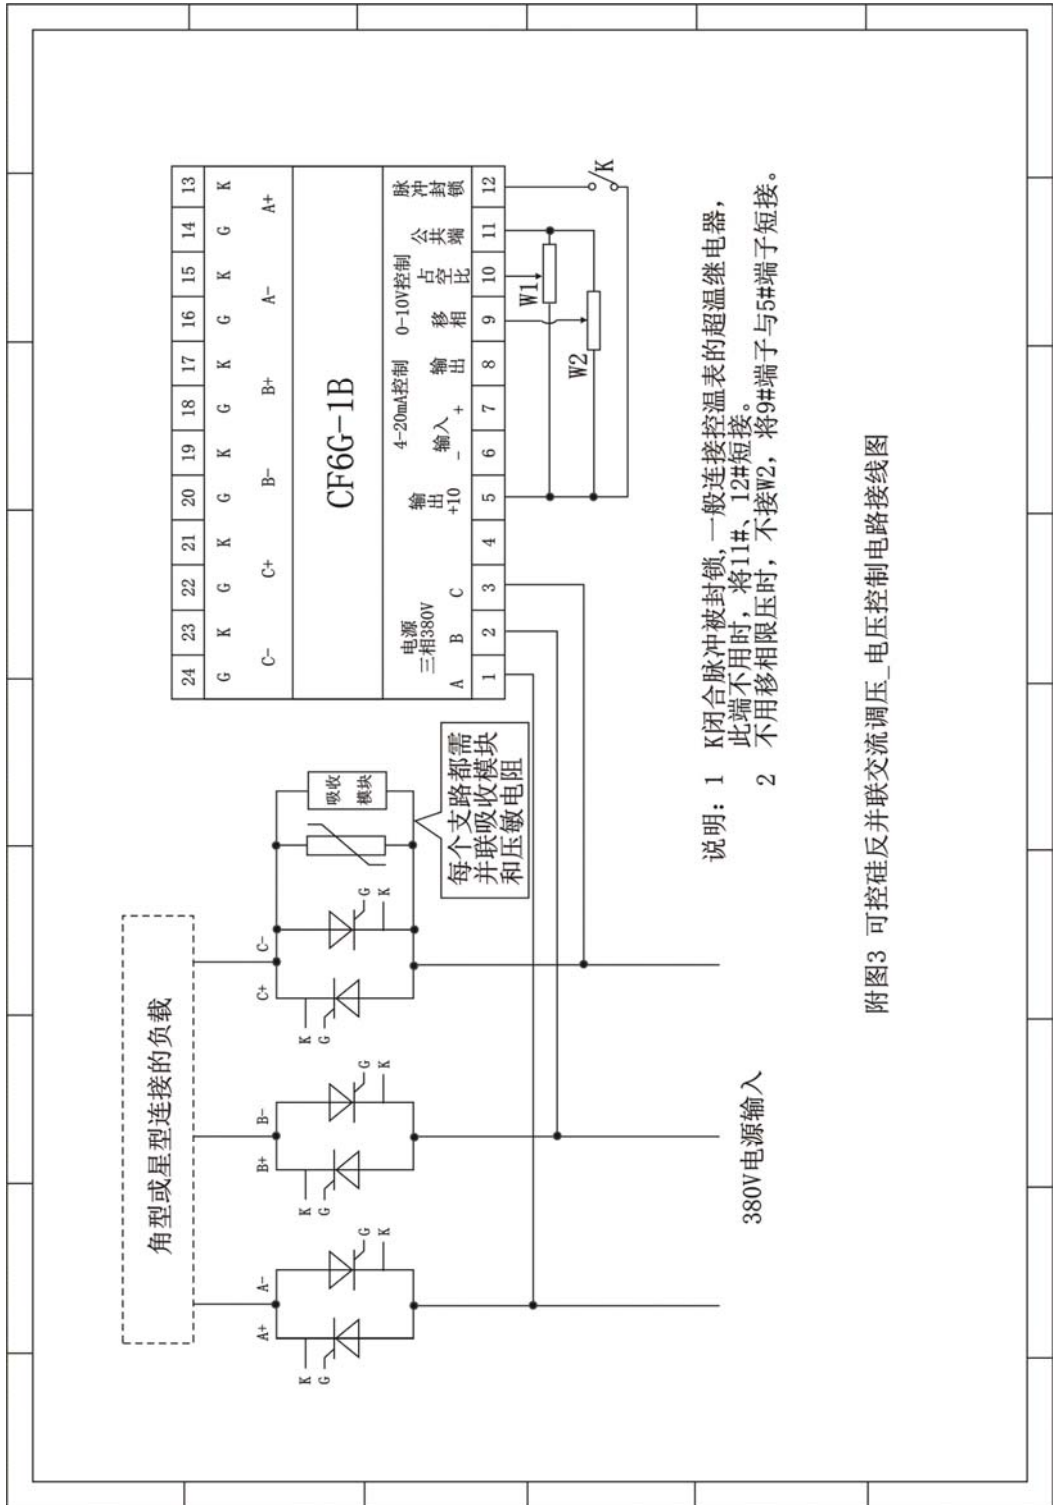 角型或星型连接的负载
A+ A- B+ B- C+ C-
K G G K K G G K K G G K
吸收
模块
每个支路都需
并联吸收模块
和压敏电阻
380V电源输入
24 23 22 21 20 19 18 17 16 15 14 13
G K G K G K G K G K G K
C- C+ B- B+ A- A+
CF6G-1B
电源
三相380V
A B C
输出
+10
4-20mA控制
- 输入 +
输出
0-10V控制
移相
占空比
公共端
脉冲封锁
1 2 3 4 5 6 7 8 9 10 11 12
W1
W2
K
说明：1 K闭合脉冲被封锁,一般连接控温表的超温继电器，
此端不用时，将11#、12#短接。
2 不用移相限压时，不接W2，将9#端子与5#端子短接。
附图3 可控硅反并联交流调压_电压控制电路接线图